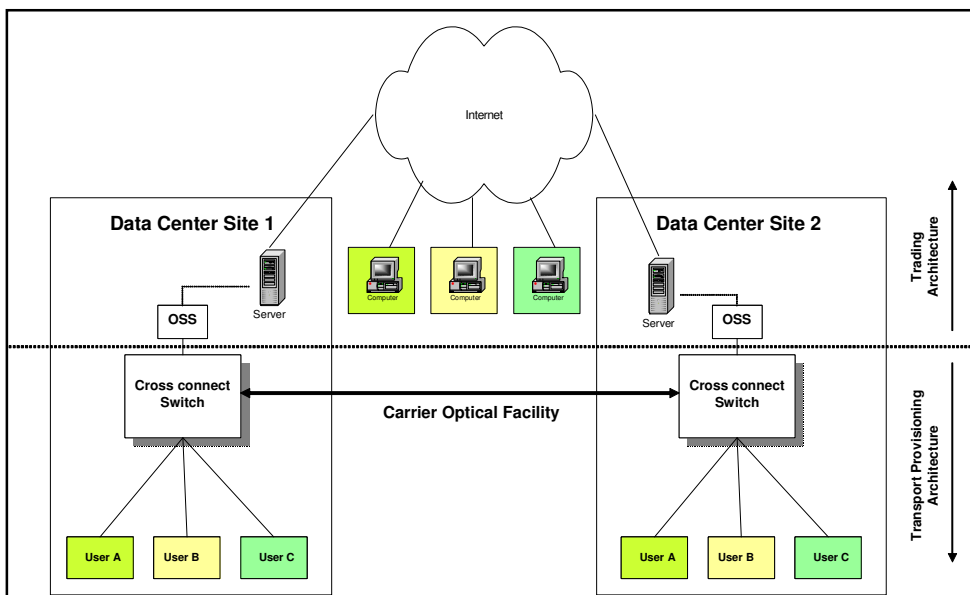 Internet
Data Center Site 1
Data Center Site 2
Computer
Computer
Computer
Server
Server
OSS
OSS
Trading
Architecture
Cross connect
Switch
Cross connect
Switch
Carrier Optical Facility
Transport Provisioning
Architecture
User A
User B
User C
User A
User B
User C